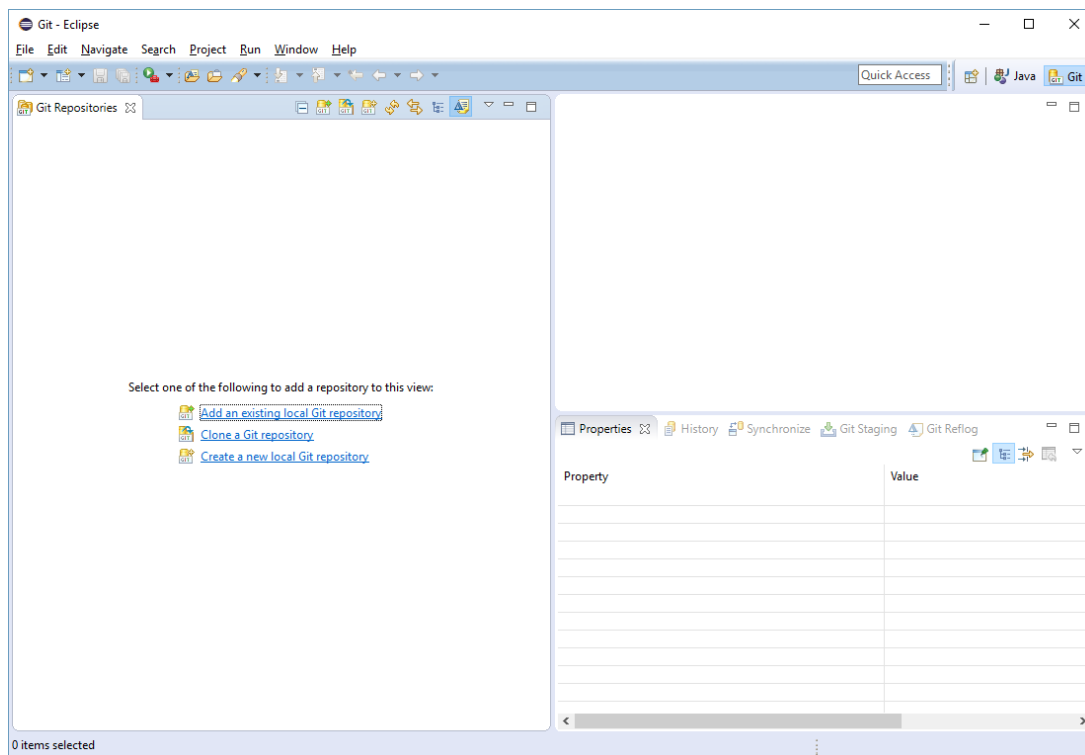 Git - Eclipse
File Edit Navigate Search Project Run Window Help
Quick Access Java Git
Git Repositories
Select one of the following to add a repository to this view:
Add an existing local Git repository
Clone a Git repository
Create a new local Git repository
Properties History Synchronize Git Staging Git Reflog
Property Value
0 items selected